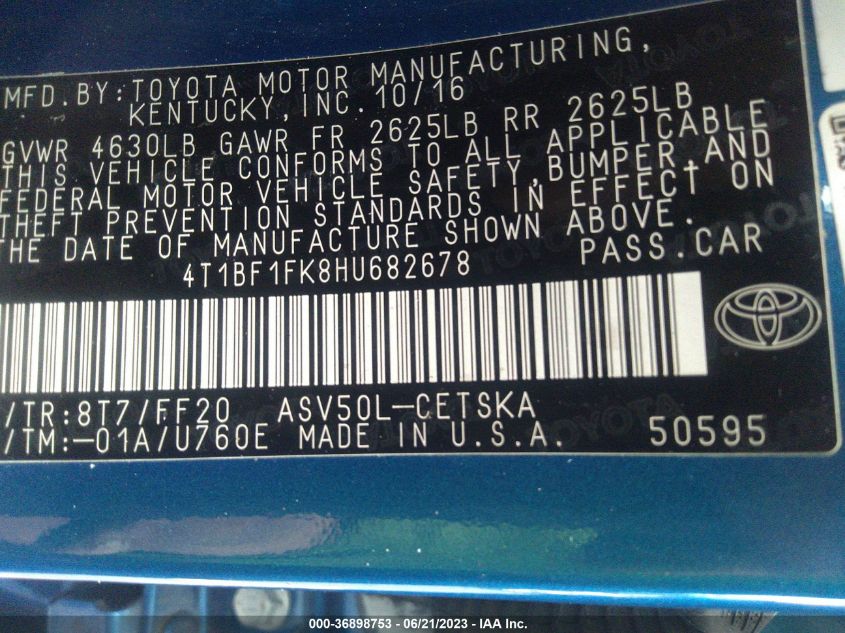 MFD.BY:TOYOTA MOTOR MANUFACTURING,
KENTUCKY,INC.10/16
GVWR 4630LB GAWR FR 2625LB RR 2625LB
THIS VEHICLE CONFORMS TO ALL APPLICABLE
FEDERAL MOTOR VEHICLE SAFETY,BUMPER,AND
THEFT PREVENTION STANDARDS IN EFFECT ON
THE DATE OF MANUFACTURE SHOWN ABOVE.
4T1BF1FK8HU682678 PASS.CAR
/TR:8T7/FF20 ASV50L-CETSKA
/TM:-01A/U760E MADE IN U.S.A. 50595
000-36898753 - 06/21/2023 - IAA Inc.